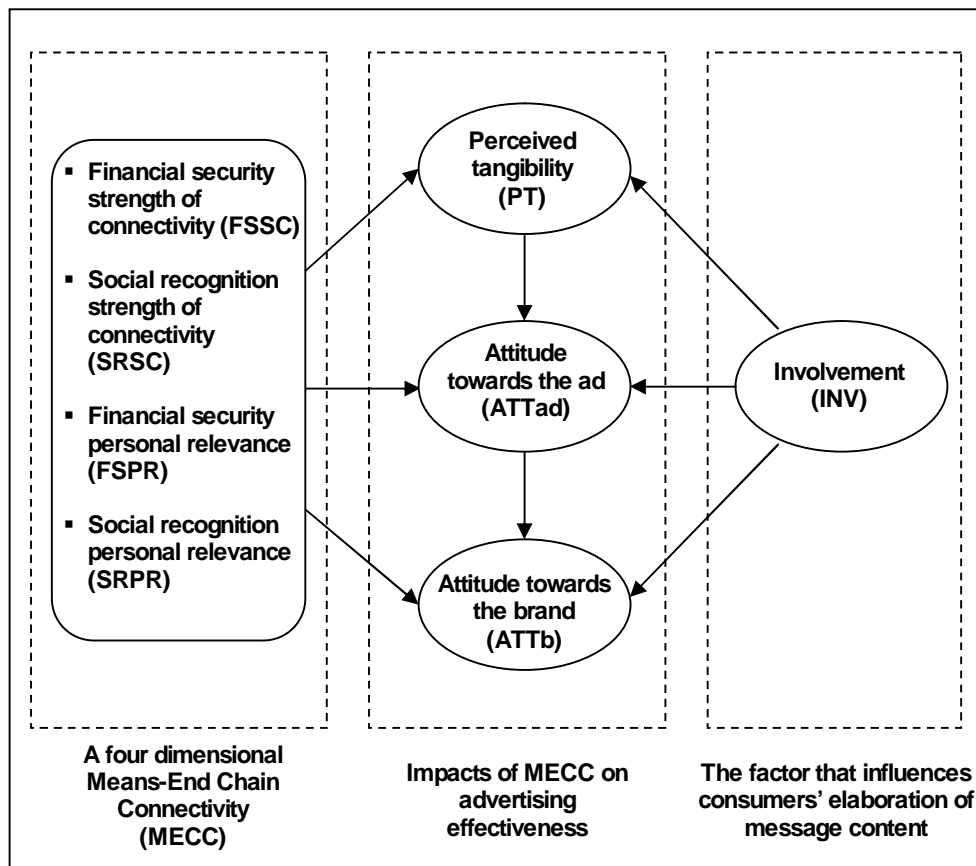 ▪ Financial security
strength of
connectivity (FSSC)
▪ Social recognition
strength of
connectivity
(SRSC)
▪ Financial security
personal relevance
(FSPR)
▪ Social recognition
personal relevance
(SRPR)
Perceived
tangibility
(PT)
Attitude
towards the ad
(ATTad)
Attitude towards
the brand
(ATTb)
Involvement
(INV)
A four dimensional
Means-End Chain
Connectivity
(MECC)
Impacts of MECC on
advertising
effectiveness
The factor that influences
consumers’ elaboration of
message content